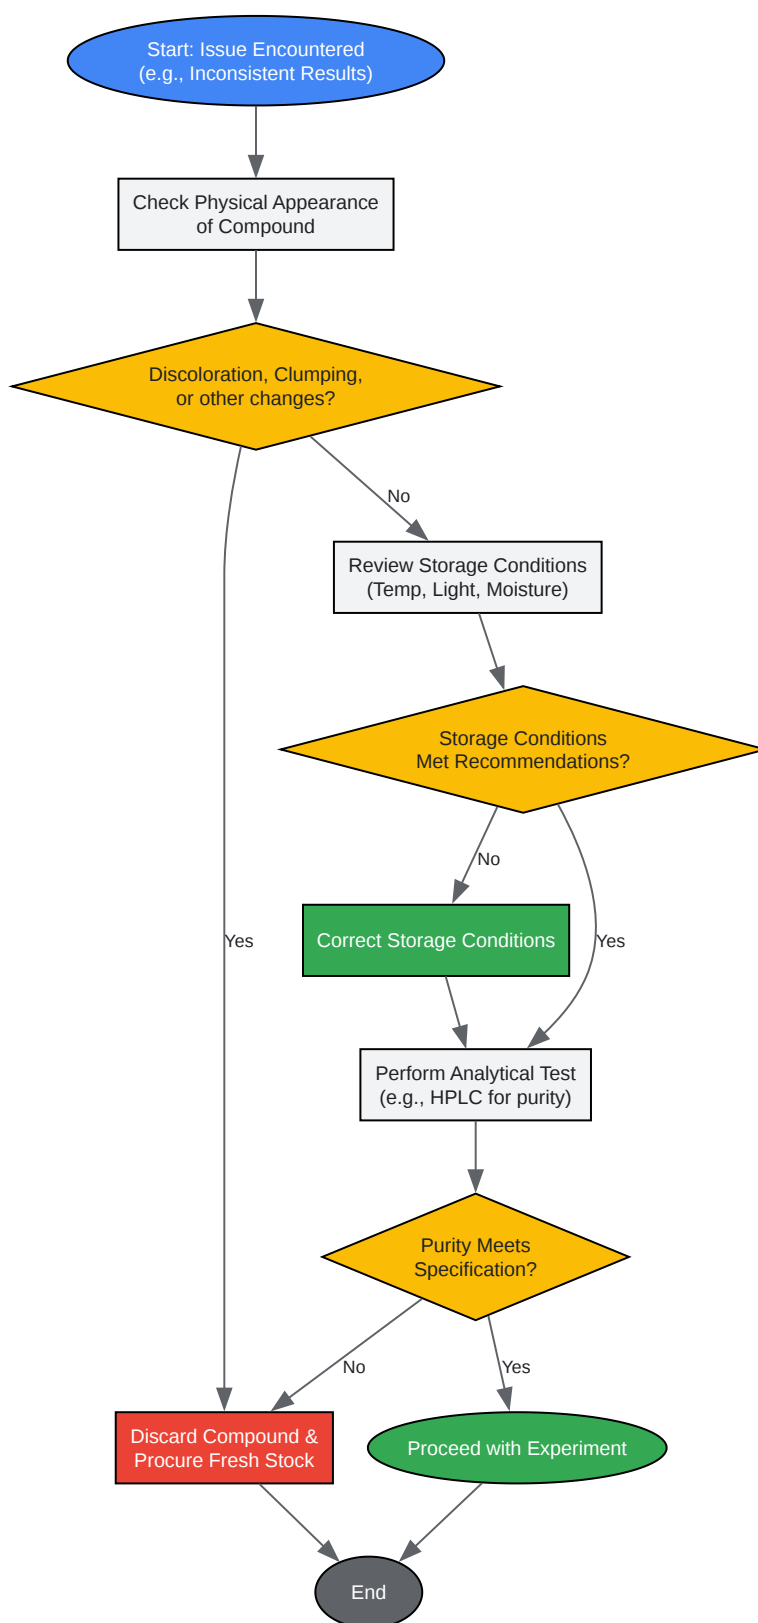 Start: Issue Encountered
(e.g., Inconsistent Results)
Check Physical Appearance
of Compound
Discoloration, Clumping,
or other changes?
No
Review Storage Conditions
(Temp, Light, Moisture)
Storage Conditions
Met Recommendations?
No
Yes
Correct Storage Conditions
Yes
Perform Analytical Test
(e.g., HPLC for purity)
Purity Meets
Specification?
No
Yes
Discard Compound &
Procure Fresh Stock
Proceed with Experiment
End